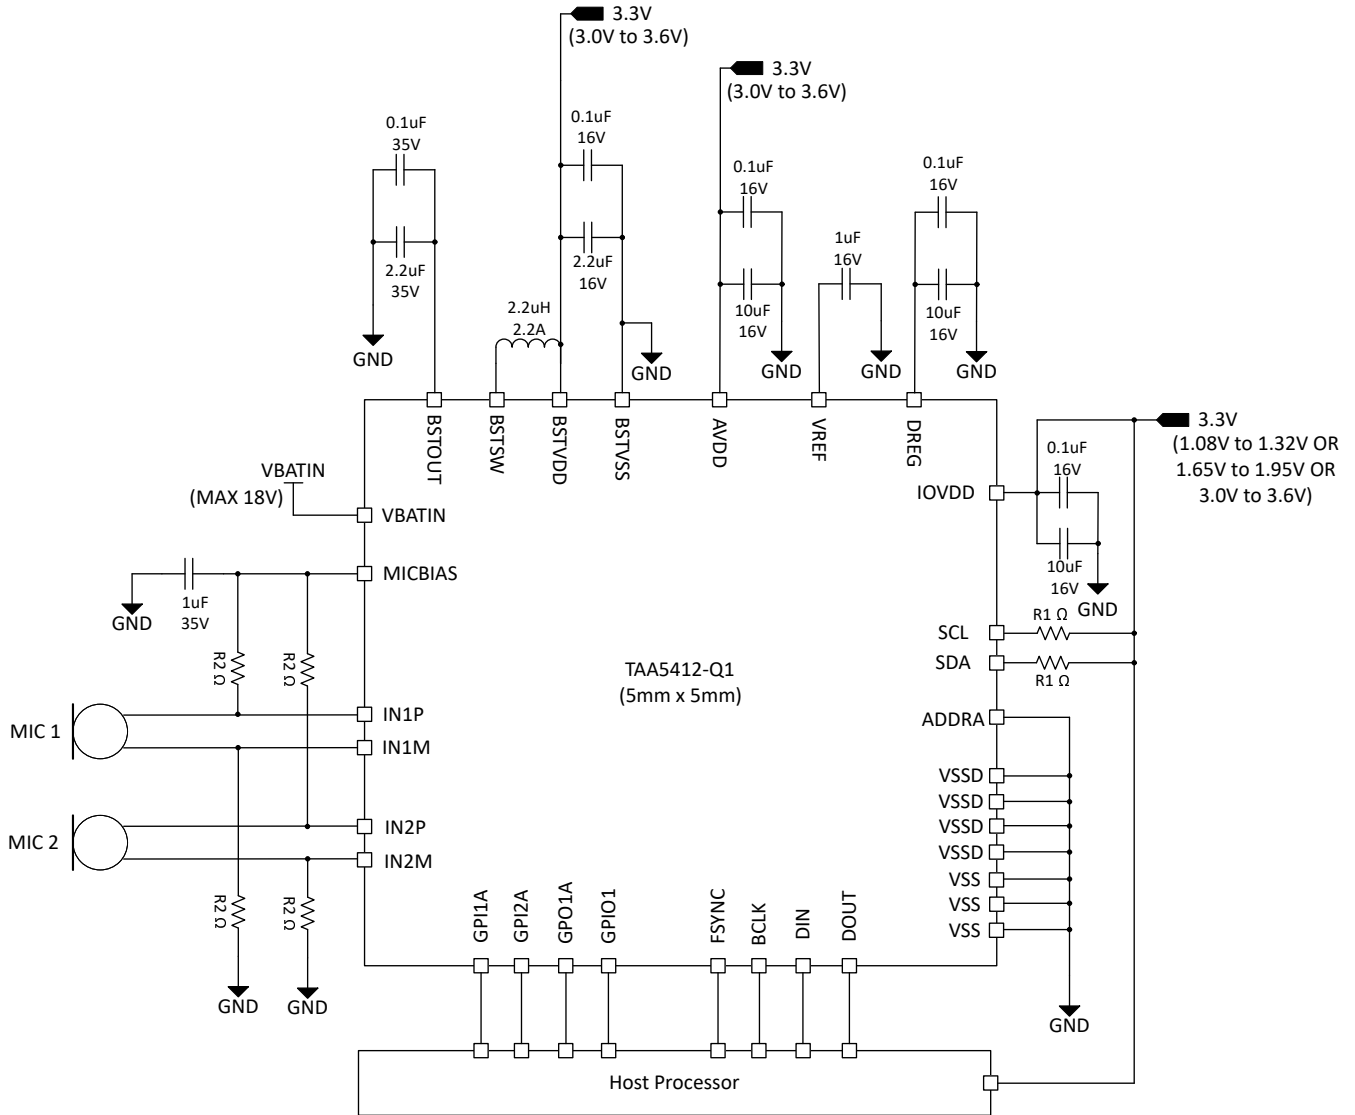 3.3V
(3.0V to 3.6V)
3.3V
(3.0V to 3.6V)
0.1uF
35V
0.1uF
16V
0.1uF
16V
0.1uF
16V
2.2uF
35V
2.2uF
16V
1uF
16V
10uF
16V
10uF
16V
2.2uH
2.2A
GND
GND
GND
GND
GND
BSTOUT
BSTSW
BSTVDD
BSTVSS
AVDD
VREF
DREG
3.3V
(1.08V to 1.32V OR
1.65V to 1.95V OR
3.0V to 3.6V)
0.1uF
16V
IOVDD
10uF
16V
GND
VBATIN
(MAX 18V)
VBATIN
MICBIAS
1uF
35V
GND
R2 Ω
R2 Ω
SCL
R1 Ω
SDA
R1 Ω
TAA5412-Q1
(5mm x 5mm)
MIC 1
IN1P
IN1M
MIC 2
IN2P
IN2M
R2 Ω
R2 Ω
GND
GND
ADDRA
VSSD
VSSD
VSSD
VSSD
VSS
VSS
VSS
GND
GPI1A
GPI2A
GPO1A
GPIO1
FSYNC
BCLK
DIN
DOUT
Host Processor